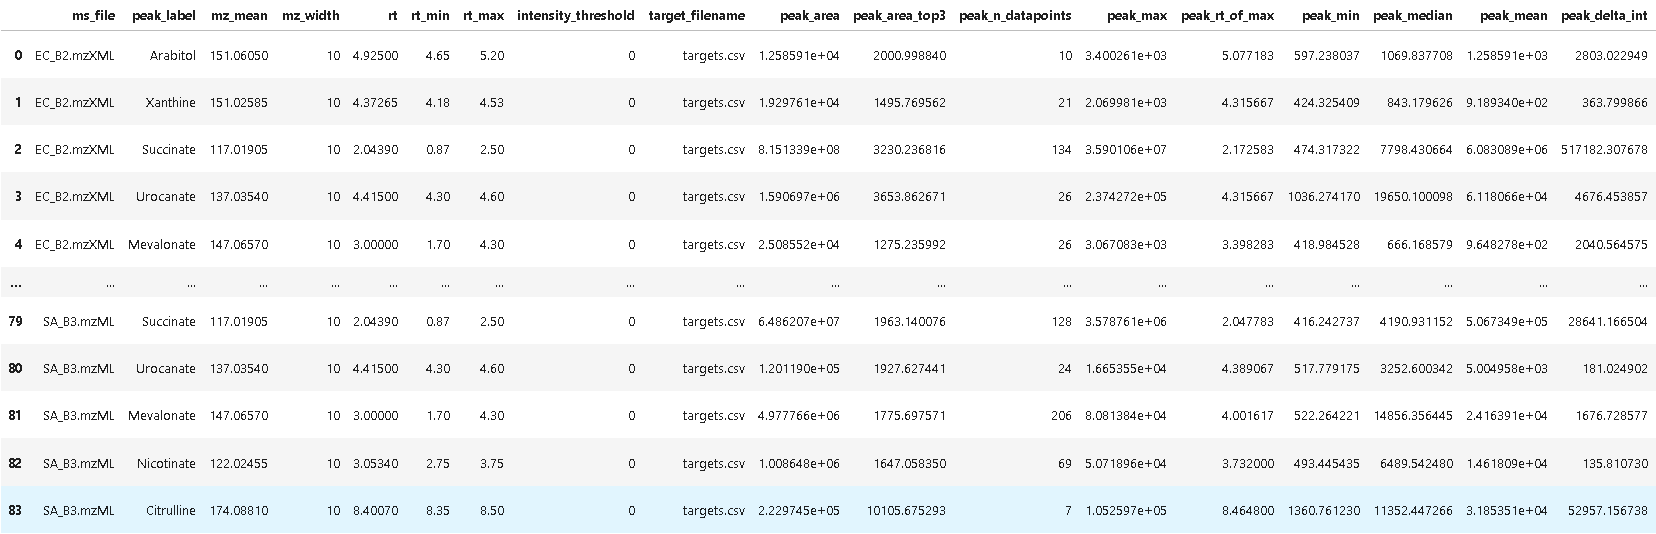 ms_file peak_label mz_mean mz_width rt rt_min rt_max intensity_threshold target_filename peak_area peak_area_top3 peak_n_datapoints peak_max peak_rt_of_max peak_min peak_median peak_mean peak_delta_int
0 EC_B2.mzXML Arabitol 151.06050 10 4.92500 4.65 5.20 0 targets.csv 1.258591e+04 2000.998840 10 3.400261e+03 5.077183 597.238037 1069.837708 1.258591e+03 2803.022949
1 EC_B2.mzXML Xanthine 151.02585 10 4.37265 4.18 4.53 0 targets.csv 1.929761e+04 1495.769562 21 2.069981e+03 4.315667 424.325409 843.179626 9.189340e+02 363.799866
2 EC_B2.mzXML Succinate 117.01905 10 2.04390 0.87 2.50 0 targets.csv 8.151339e+08 3230.236816 134 3.590106e+07 2.172583 474.317322 7798.430664 6.083089e+06 517182.307678
3 EC_B2.mzXML Urocanate 137.03540 10 4.41500 4.30 4.60 0 targets.csv 1.590697e+06 3653.862671 26 2.374272e+05 4.315667 1036.274170 19650.100098 6.118066e+04 4676.453857
4 EC_B2.mzXML Mevalonate 147.06570 10 3.00000 1.70 4.30 0 targets.csv 2.508552e+04 1275.235992 26 3.067083e+03 3.398283 418.984528 666.168579 9.648278e+02 2040.564575
... ... ... ... ... ... ... ... ... ... ... ... ... ... ... ... ... ... ...
79 SA_B3.mzML Succinate 117.01905 10 2.04390 0.87 2.50 0 targets.csv 6.486207e+07 1963.140076 128 3.578761e+06 2.047783 416.242737 4190.931152 5.067349e+05 28641.166504
80 SA_B3.mzML Urocanate 137.03540 10 4.41500 4.30 4.60 0 targets.csv 1.201190e+05 1927.627441 24 1.665355e+04 4.389067 517.779175 3252.600342 5.004958e+03 181.024902
81 SA_B3.mzML Mevalonate 147.06570 10 3.00000 1.70 4.30 0 targets.csv 4.977766e+06 1775.697571 206 8.081384e+04 4.001617 522.264221 14856.356445 2.416391e+04 1676.728577
82 SA_B3.mzML Nicotinate 122.02455 10 3.05340 2.75 3.75 0 targets.csv 1.008648e+06 1647.058350 69 5.071896e+04 3.732000 493.445435 6489.542480 1.461809e+04 135.810730
83 SA_B3.mzML Citrulline 174.08810 10 8.40070 8.35 8.50 0 targets.csv 2.229745e+05 10105.675293 7 1.052597e+05 8.464800 1360.761230 11352.447266 3.185351e+04 52957.156738